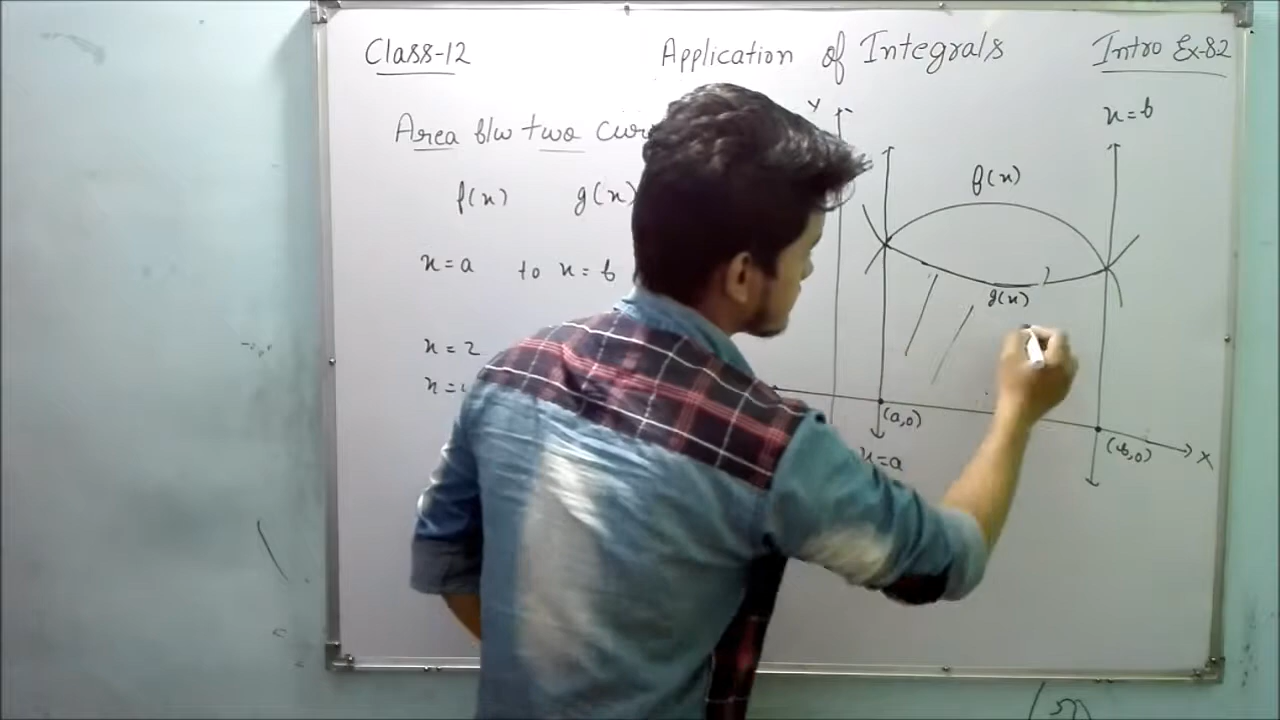 Class-12
Application of Integrals
Intro Ex-8.2
Area b/w two
f(x) g(x)
x=a to x=b
x=2
Y
x=b
f(x)
g(x)
(a,0)
(b,0)
X
x=a